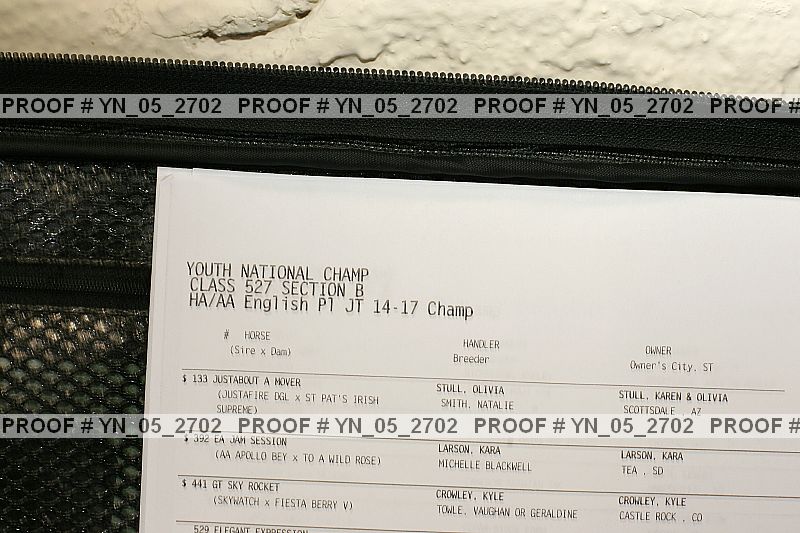 PROOF # YN_05_2702 PROOF # YN_05_2702 PROOF # YN_05_2702 PROOF
YOUTH NATIONAL CHAMP
CLASS 527 SECTION B
HA/AA English Pl JT 14-17 Champ
# HORSE HANDLER OWNER
(Sire x Dam) Breeder Owner's City, ST
$ 133 JUSTABOUT A MOVER STULL, OLIVIA STULL, KAREN & OLIVIA
(JUSTAFIRE DGL x ST PAT'S IRISH SMITH, NATALIE SCOTTSDALE , AZ
SUPREME)
PROOF # YN_05_2702 PROOF # YN_05_2702 PROOF # YN_05_2702 PROOF
$ 392 EA JAM SESSION LARSON, KARA LARSON, KARA
(AA APOLLO BEY x TO A WILD ROSE) MICHELLE BLACKWELL TEA , SD
$ 441 GT SKY ROCKET CROWLEY, KYLE CROWLEY, KYLE
(SKYWATCH x FIESTA BERRY V) TOWLE, VAUGHAN OR GERALDINE CASTLE ROCK , CO
529 ELEGANT EXPRESSION